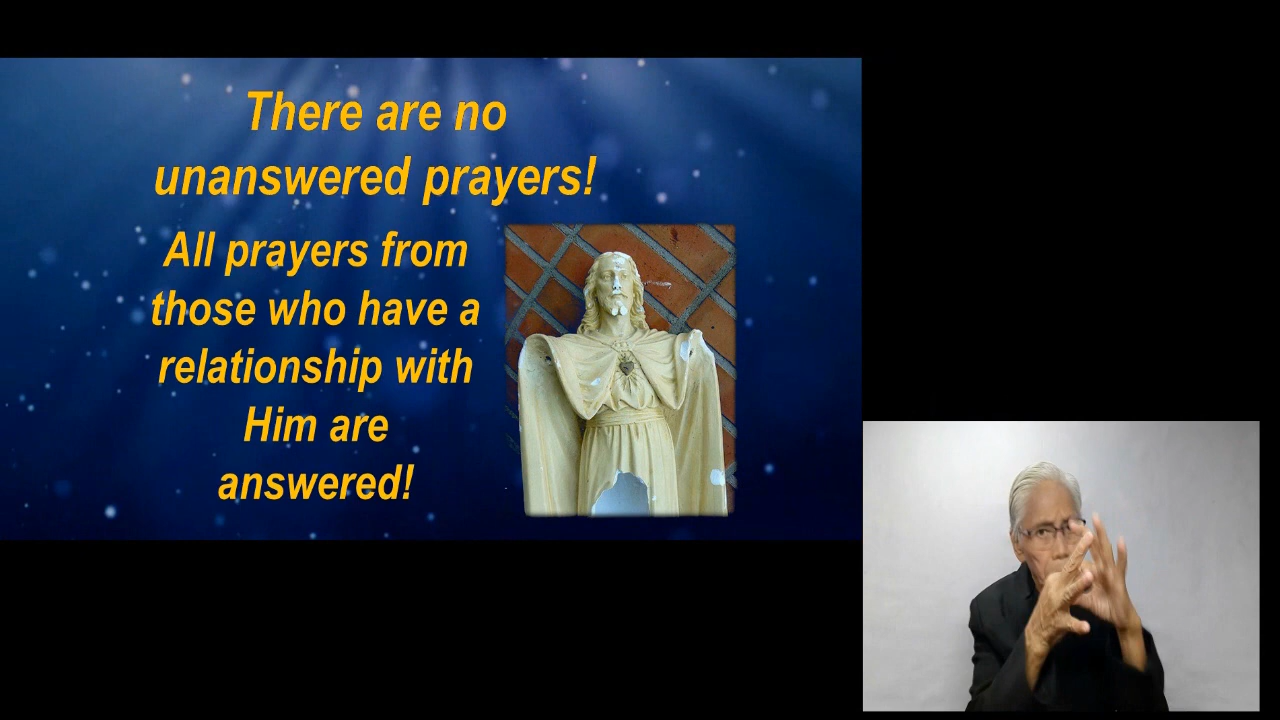 There are no
unanswered prayers!
All prayers from
those who have a
relationship with
Him are
answered!